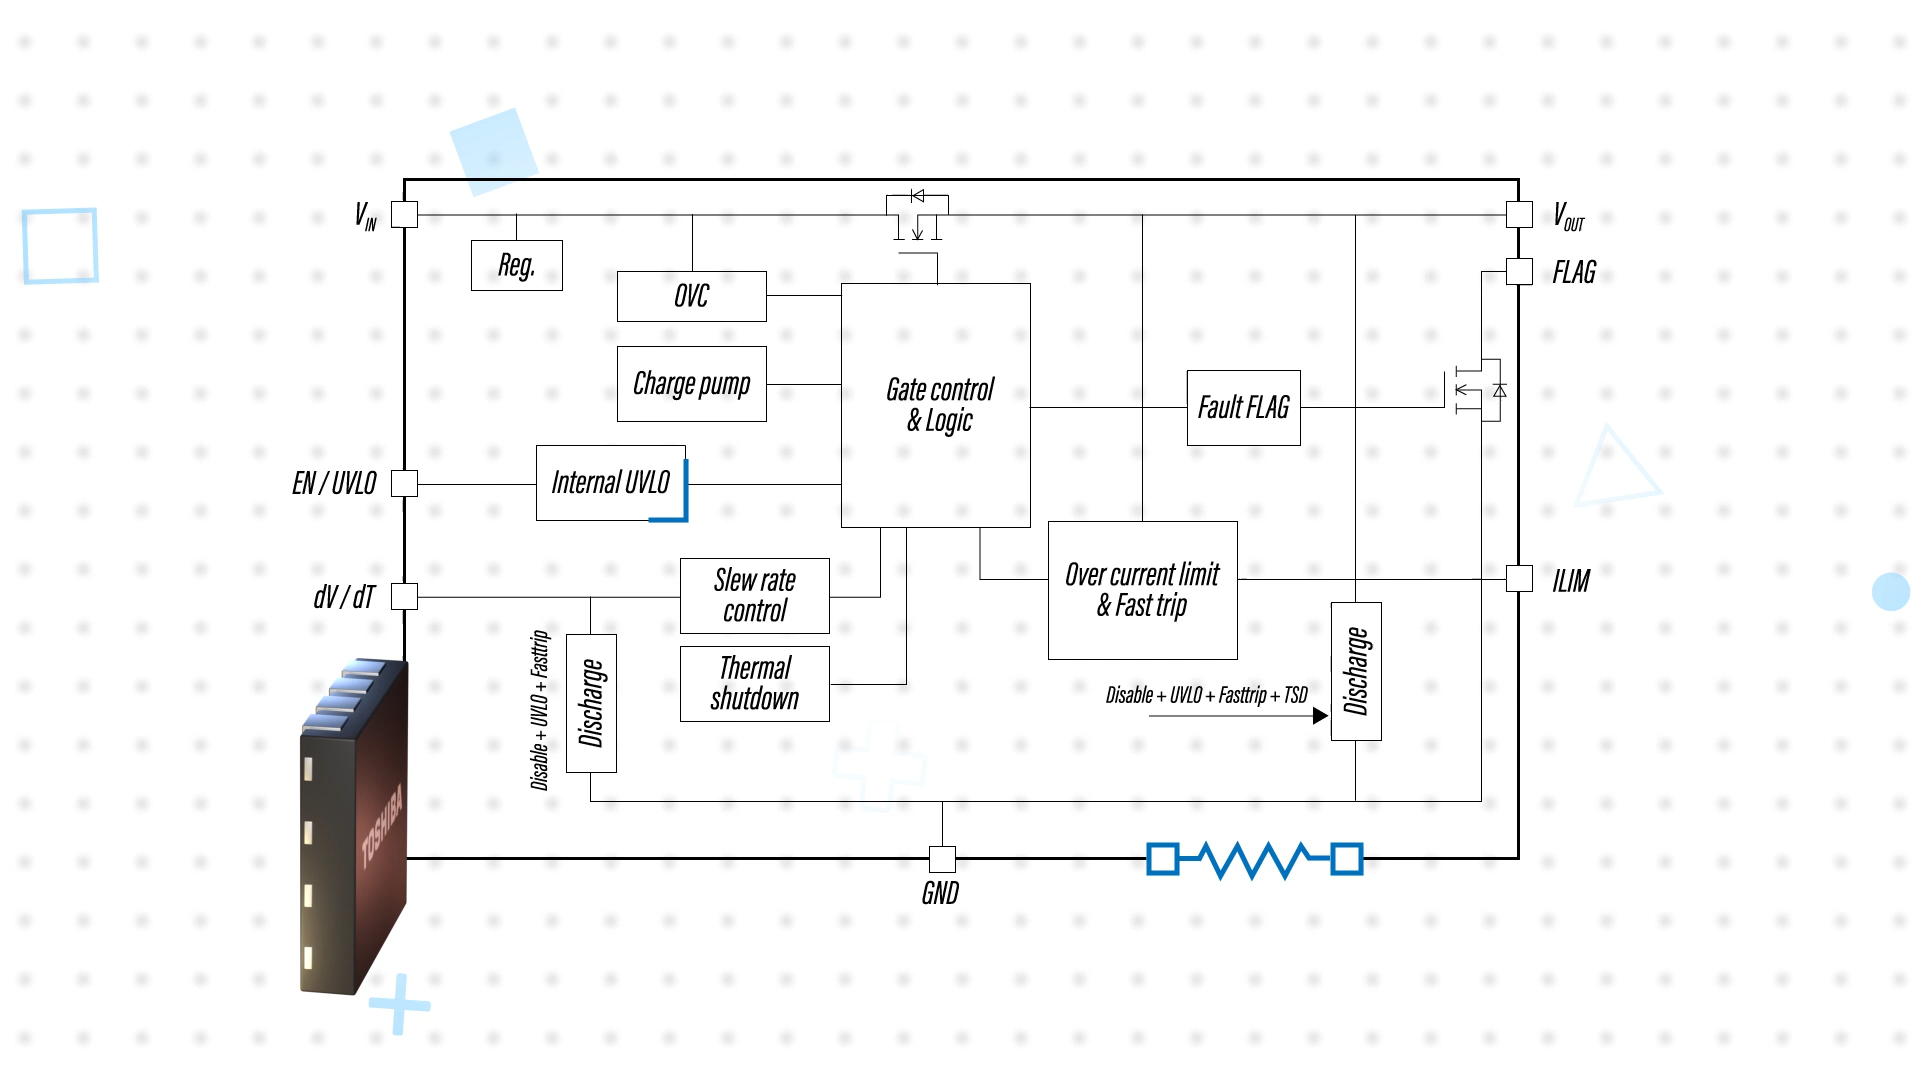 V IN
V OUT
Reg.
FLAG
OVC
Charge pump
Gate control
& Logic
Fault FLAG
EN / UVLO
Internal UVLO
dV / dT
Slew rate
control
Over current limit
& Fast trip
ILIM
Disable + UVLO + Fasttrip
Discharge
Thermal
shutdown
Disable + UVLO + Fasttrip + TSD
Discharge
TOSHIBA
GND